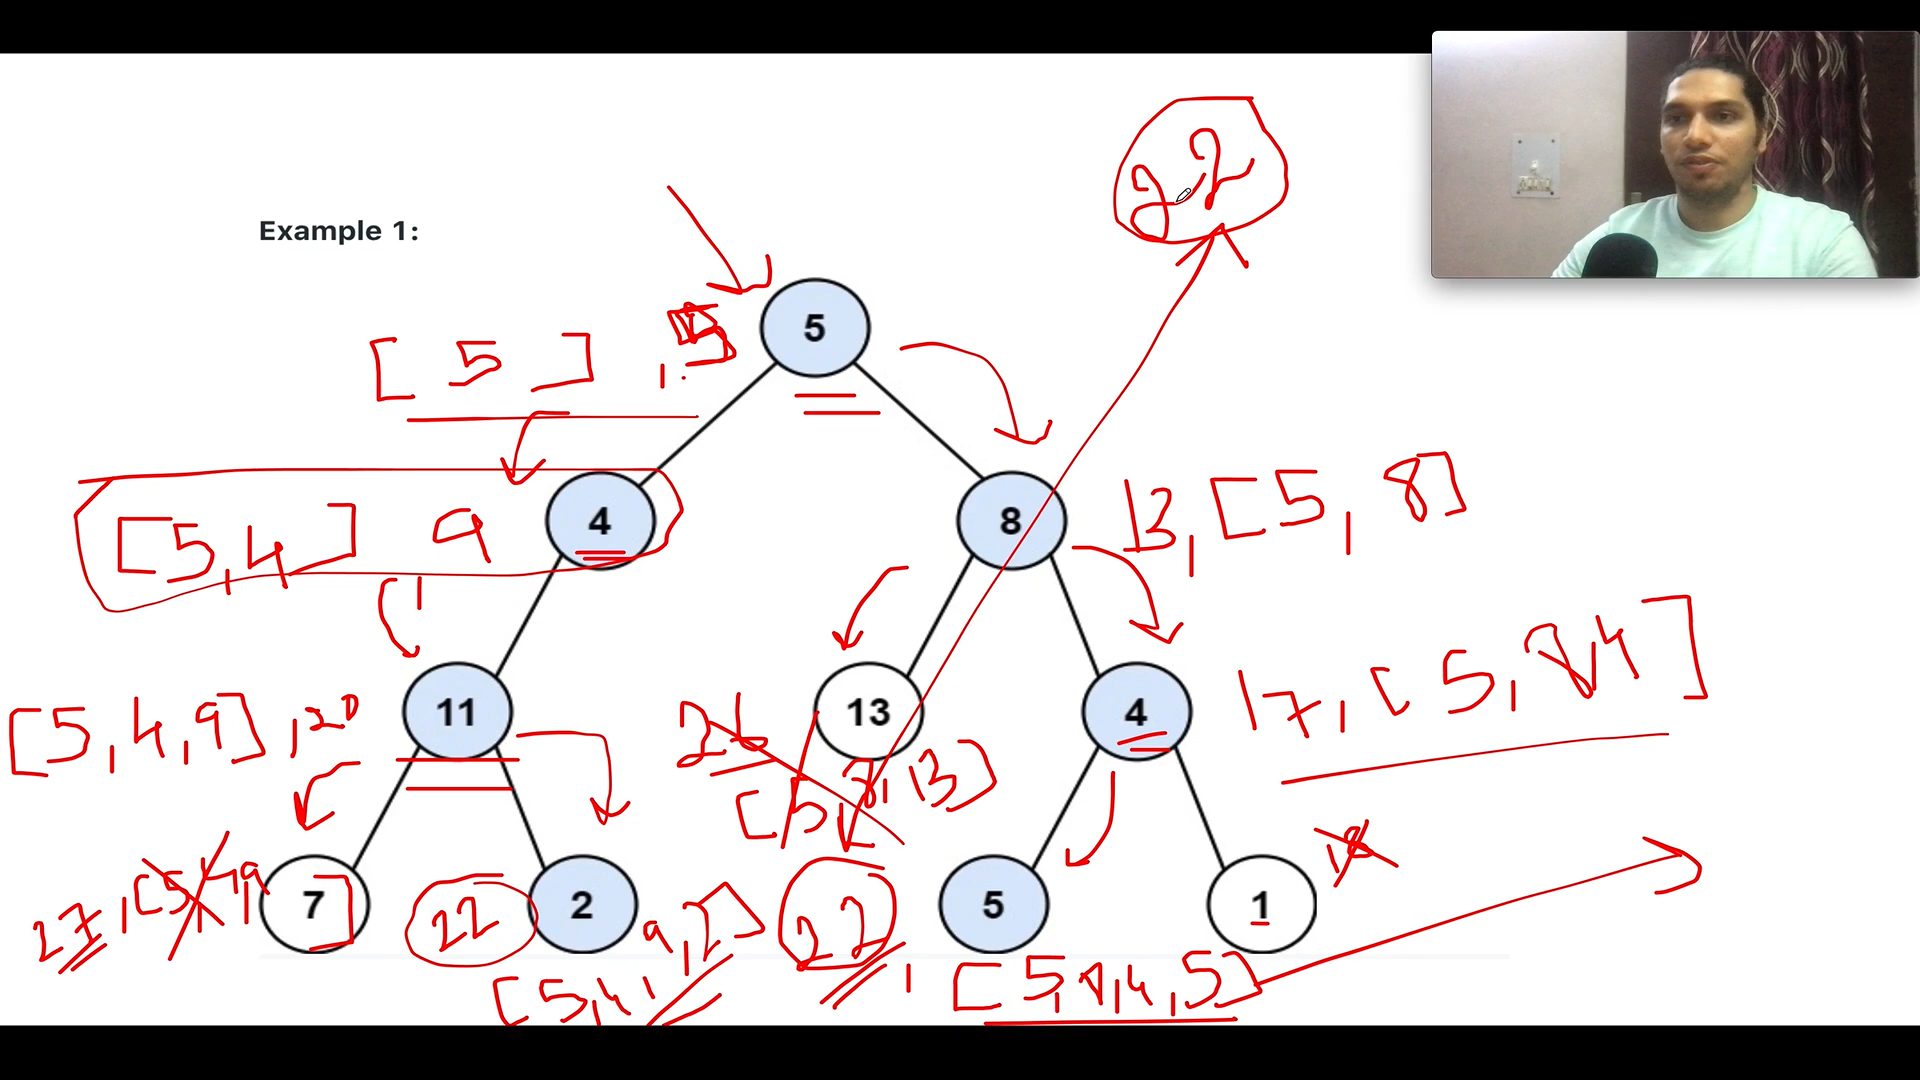 22
Example 1:
5
[ 5 ] , 5
4
8
[5,4] , 9
13, [5, 8]
11
13
4
[5,4,9] ,20
26
[5, 8, 13]
17, [ 5, 8, 4 ]
7
2
5
1
18
27, [5, 4, 9 ]
22
[5,4, 9, 2]
22, [5, 8, 4, 5]